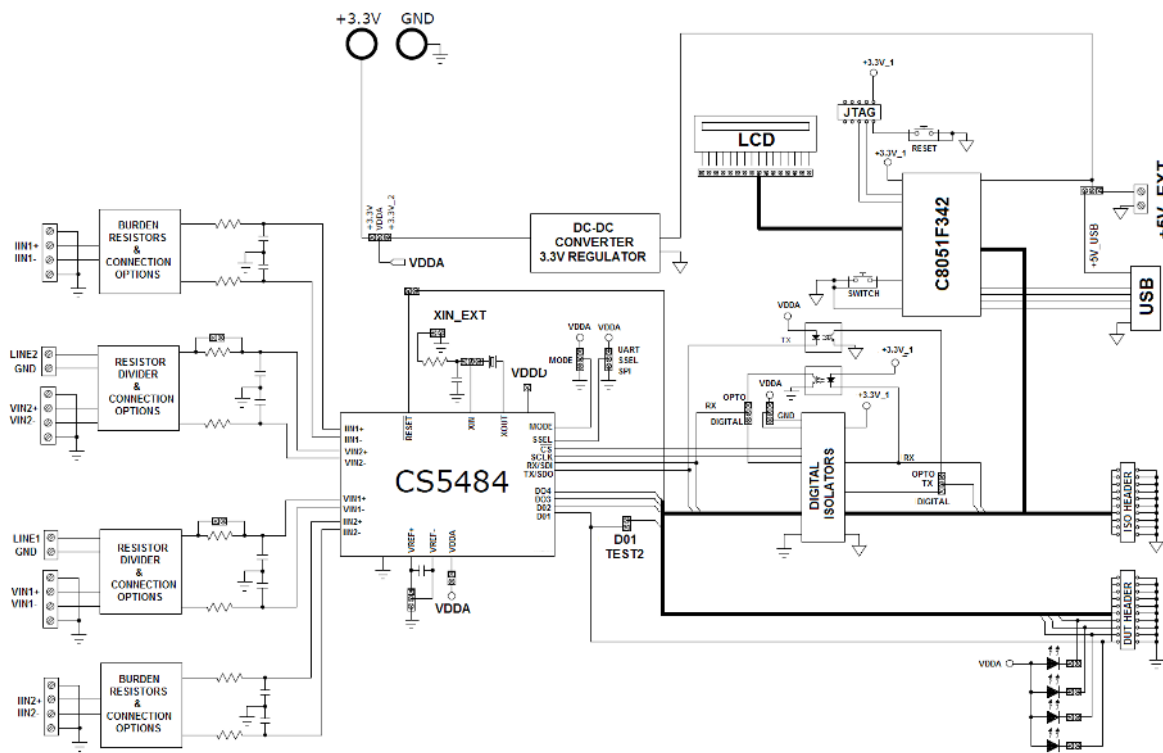 +3.3V
GND
+3.3V_1
JTAG
RESET
LCD
+3.3V_1
C8051F342
+5V_EXT
+5V_USB
USB
SWITCH
+3.3V
VDDA
+3.3V_2
VDDA
DC-DC
CONVERTER
3.3V REGULATOR
IIN1+
IIN1-
BURDEN
RESISTORS
&
CONNECTION
OPTIONS
LINE2
GND
VIN2+
VIN2-
RESISTOR
DIVIDER
&
CONNECTION
OPTIONS
LINE1
GND
VIN1+
VIN1-
RESISTOR
DIVIDER
&
CONNECTION
OPTIONS
IIN2+
IIN2-
BURDEN
RESISTORS
&
CONNECTION
OPTIONS
XIN_EXT
VDDD
VDDA
MODE
VDDA
UART
SSEL
SPI
VDDA
TX
+3.3V_1
VDDA
+3.3V_1
OPTO
RX
GND
DIGITAL
DIGITAL
ISOLATORS
RX
OPTO
TX
DIGITAL
RESET
XIN
XOUT
IIN1+
IIN1-
VIN2+
VIN2-
VIN1+
VIN1-
IIN2+
IIN2-
CS5484
MODE
SSEL
CS
SCLK
RX/SDI
TX/SDO
DO4
DO3
DO2
DO1
VREF+
VREF-
VDDA
VDDA
D01
TEST2
ISO HEADER
DUT HEADER
VDDA